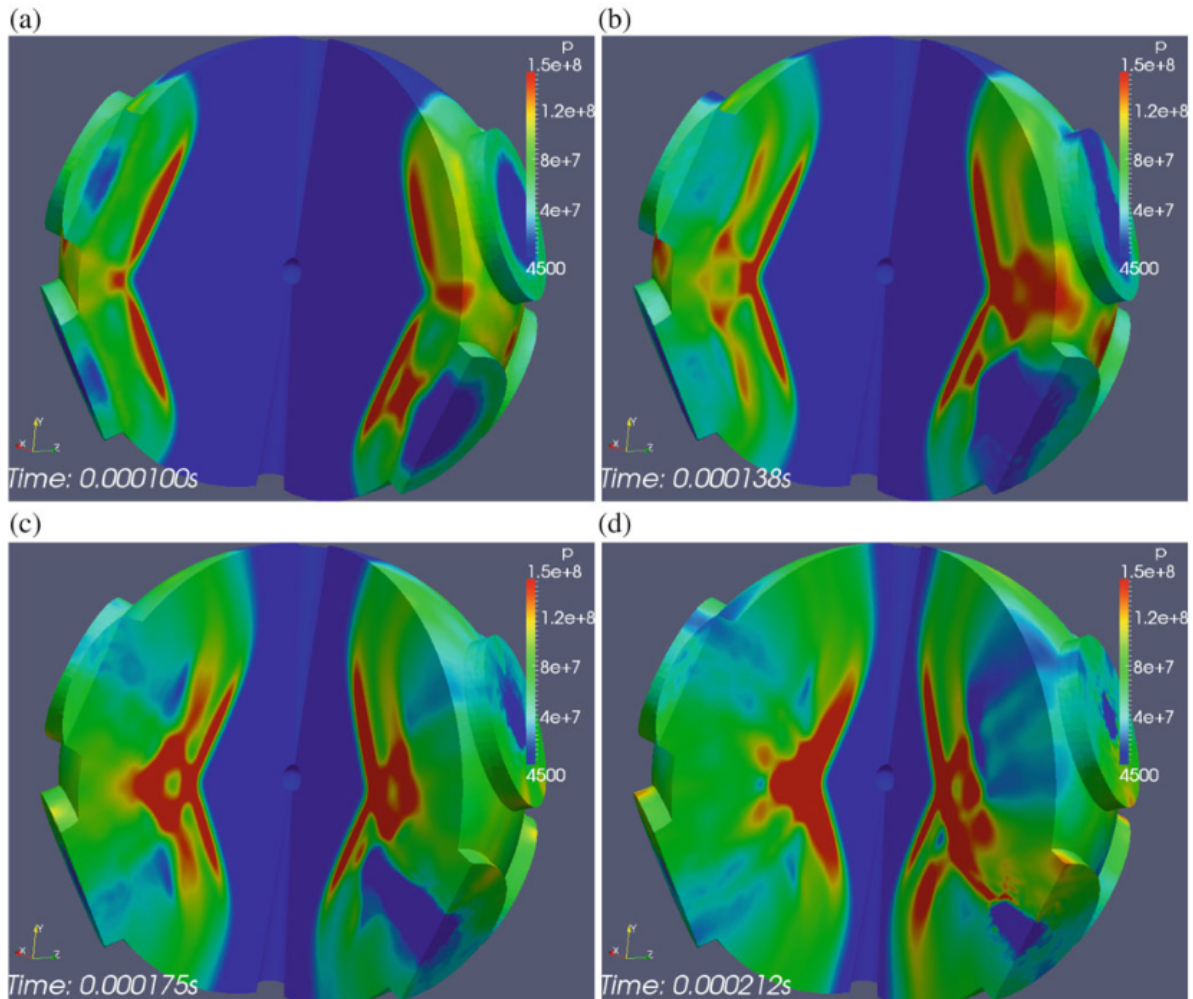 (a)
p
1.5e+8
1.2e+8
8e+7
4e+7
4500
Y
X
Z
Time: 0.000100s
(b)
p
1.5e+8
1.2e+8
8e+7
4e+7
4500
Y
X
Z
Time: 0.000138s
(c)
p
1.5e+8
1.2e+8
8e+7
4e+7
4500
Y
X
Z
Time: 0.000175s
(d)
p
1.5e+8
1.2e+8
8e+7
4e+7
4500
Y
X
Z
Time: 0.000212s